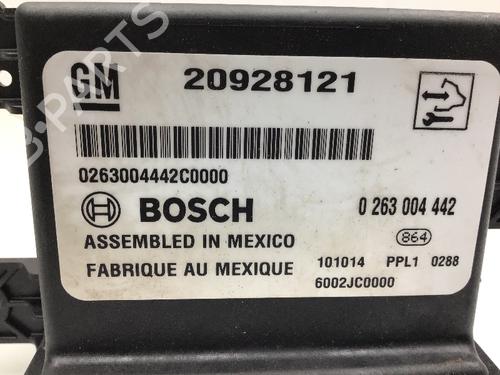 GM 20928121
0263004442C0000
BOSCH 0 263 004 442
ASSEMBLED IN MEXICO 864
FABRIQUE AU MEXIQUE 101014 PPL1 0288
6002JC0000
B-PARTS